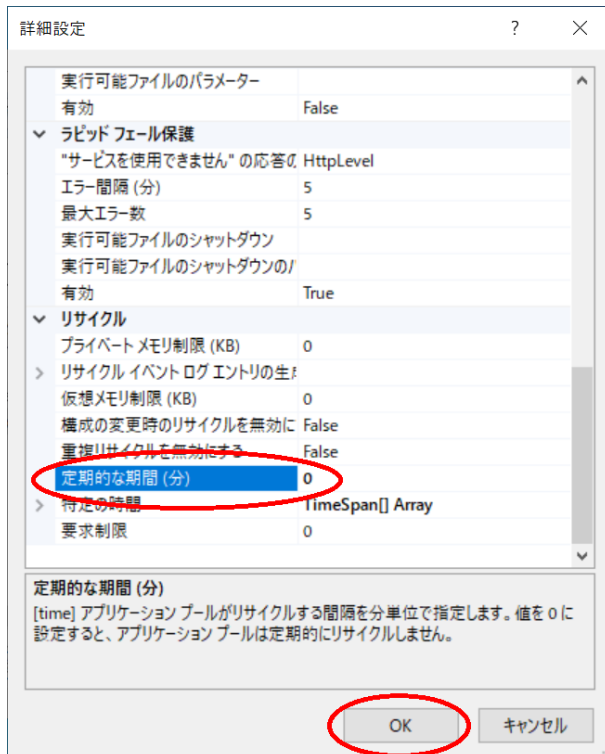 詳細設定 ?
実行可能ファイルのパラメーター
有効 False
ラピッド フェール保護
"サービスを使用できません" の応答の HttpLevel
エラー間隔 (分) 5
最大エラー数 5
実行可能ファイルのシャットダウン
実行可能ファイルのシャットダウンのパ
有効 True
リサイクル
プライベート メモリ制限 (KB) 0
リサイクル イベント ログ エントリの生成
仮想メモリ制限 (KB) 0
構成の変更時のリサイクルを無効に False
重複リサイクルを無効にする False
定期的な期間 (分) 0
特定の時間 TimeSpan[] Array
要求制限 0
定期的な期間 (分)
[time] アプリケーション プールがリサイクルする間隔を分単位で指定します。値を 0 に
設定すると、アプリケーション プールは定期的にリサイクルしません。
OK キャンセル